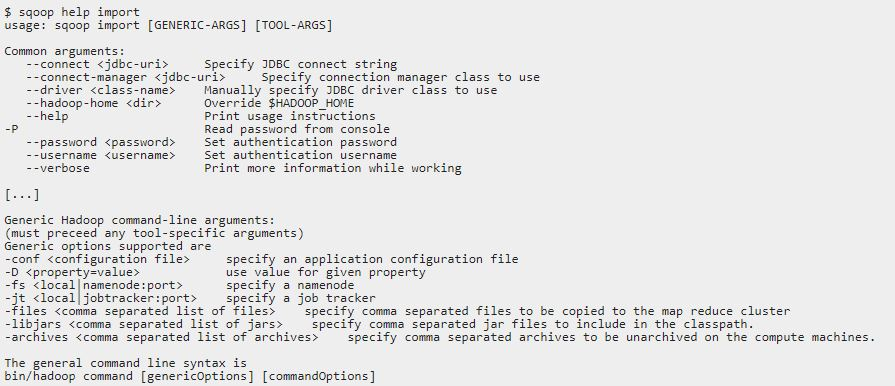 $ sqoop help import
usage: sqoop import [GENERIC-ARGS] [TOOL-ARGS]
Common arguments:
--connect <jdbc-uri> Specify JDBC connect string
--connect-manager <jdbc-uri> Specify connection manager class to use
--driver <class-name> Manually specify JDBC driver class to use
--hadoop-home <dir> Override $HADOOP_HOME
--help Print usage instructions
-P Read password from console
--password <password> Set authentication password
--username <username> Set authentication username
--verbose Print more information while working
[...]
Generic Hadoop command-line arguments:
(must preceed any tool-specific arguments)
Generic options supported are
-conf <configuration file> specify an application configuration file
-D <property=value> use value for given property
-fs <local|namenode:port> specify a namenode
-jt <local|jobtracker:port> specify a job tracker
-files <comma separated list of files> specify comma separated files to be copied to the map reduce cluster
-libjars <comma separated list of jars> specify comma separated jar files to include in the classpath.
-archives <comma separated list of archives> specify comma separated archives to be unarchived on the compute machines.
The general command line syntax is
bin/hadoop command [genericOptions] [commandOptions]